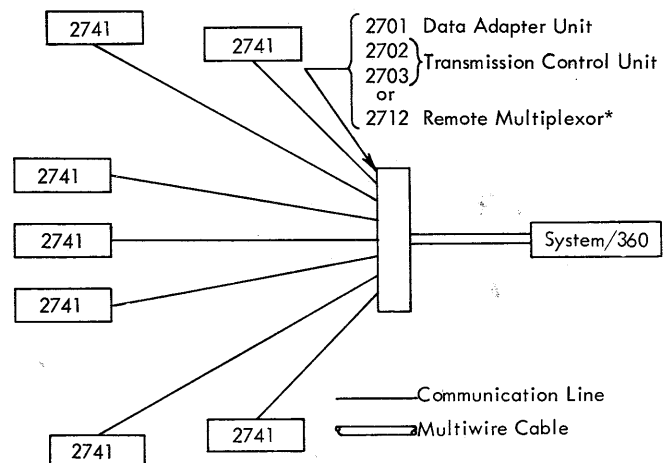 2741
2741
2701 Data Adapter Unit
2702
2703
Transmission Control Unit
or
2712 Remote Multiplexor*
2741
2741
2741
System/360
Communication Line
Multiwire Cable
2741
2741